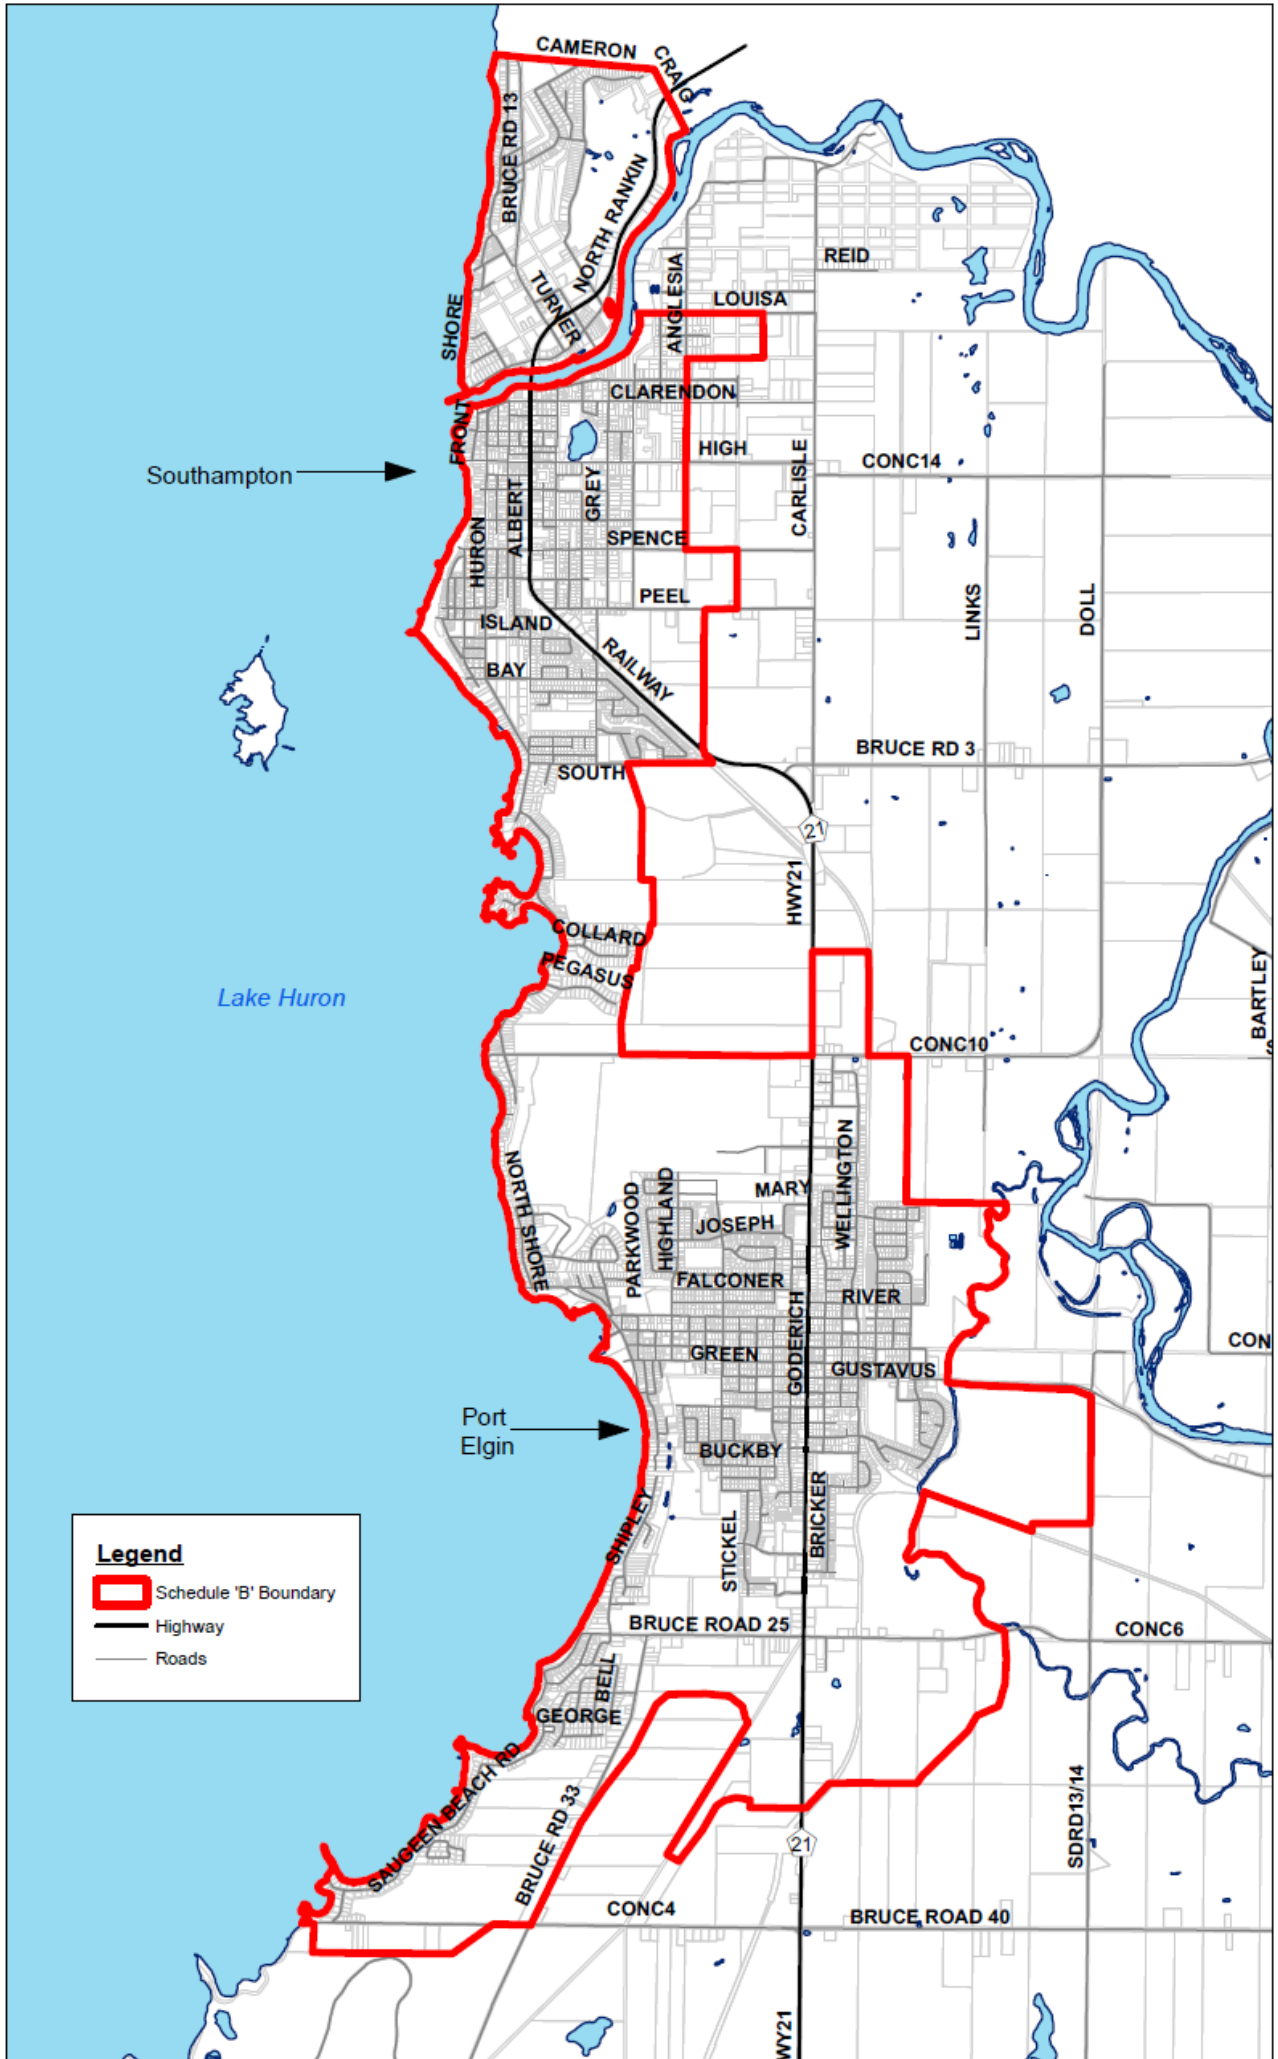 CAMERON
CRAIG
BRUCE RD 13
NORTH RANKIN
REID
ANGLESIA
LOUISA
TURNER
SHORE
CLARENDON
FRONT
HIGH
CONC14
Southampton
GREY
CARLISLE
ALBERT
HURON
SPENCE
PEEL
LINKS
DOLL
ISLAND
RAILWAY
BAY
BRUCE RD 3
SOUTH
21
HWY21
COLLARD
PEGASUS
BARTLEY
Lake Huron
CONC10
WELLINGTON
NORTH SHORE
PARKWOOD
HIGHLAND
MARY
JOSEPH
FALCONER
RIVER
GODERICH
CON
GREEN
GUSTAVUS
Port
Elgin
BUCKBY
BRICKER
SHIPLEY
STICKEL
Legend
Schedule 'B' Boundary
Highway
Roads
BRUCE ROAD 25
CONC6
BELL
GEORGE
SAUGEEN BEACH RD
BRUCE RD 33
SDRD13/14
21
CONC4
BRUCE ROAD 40
WY21